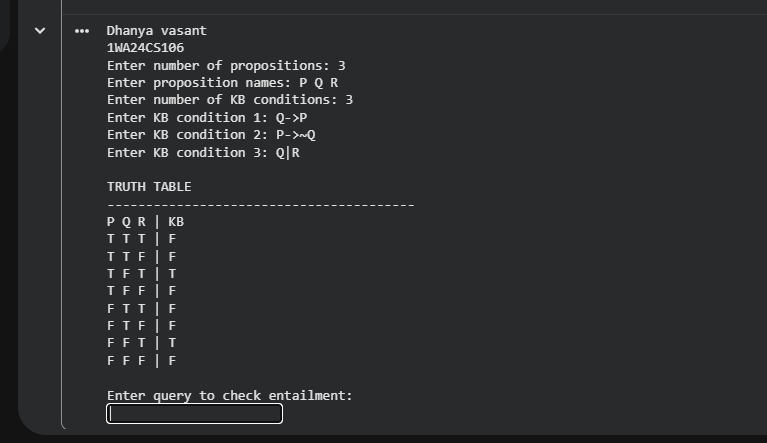 Dhanya vasant
1WA24CS106
Enter number of propositions: 3
Enter proposition names: P Q R
Enter number of KB conditions: 3
Enter KB condition 1: Q->P
Enter KB condition 2: P->~Q
Enter KB condition 3: Q|R
TRUTH TABLE
----------------------------------------
P Q R | KB
T T T | F
T T F | F
T F T | T
T F F | F
F T T | F
F T F | F
F F T | T
F F F | F
Enter query to check entailment: